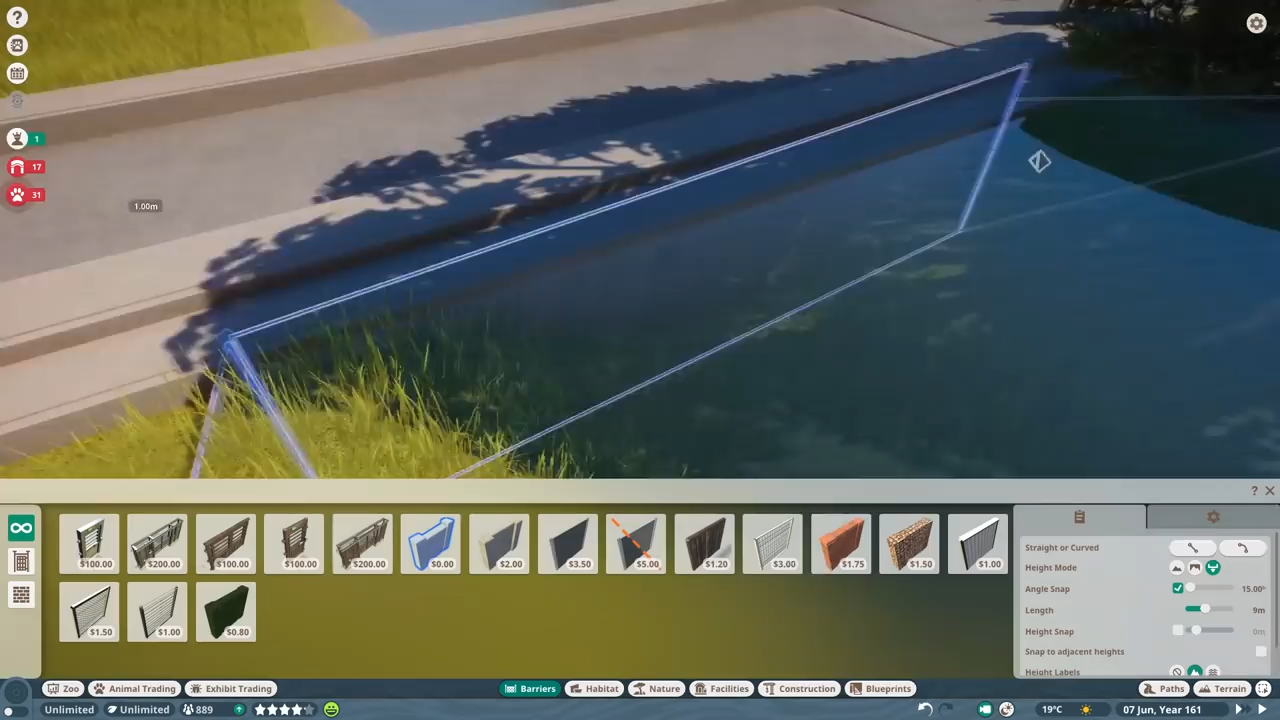 ?
1
17
31
1.00m
?
$100.00
$200.00
$100.00
$100.00
$200.00
$0.00
$2.00
$3.50
$5.00
$1.20
$3.00
$1.75
$1.50
$1.00
$1.50
$1.00
$0.80
Straight or Curved
Height Mode
Angle Snap
15.00°
Length
9m
Height Snap
0m
Snap to adjacent heights
Height Labels
Zoo
Animal Trading
Exhibit Trading
Barriers
Habitat
Nature
Facilities
Construction
Blueprints
Paths
Terrain
Unlimited
Unlimited
889
19°C
07 Jun, Year 161